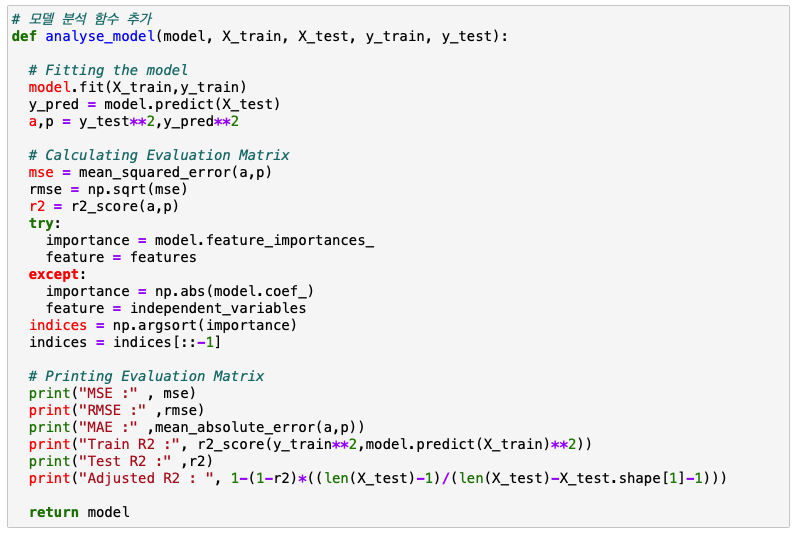 # 모델 분석 함수 추가
def analyse_model(model, X_train, X_test, y_train, y_test):

  # Fitting the model
  model.fit(X_train,y_train)
  y_pred = model.predict(X_test)
  a,p = y_test**2,y_pred**2

  # Calculating Evaluation Matrix
  mse = mean_squared_error(a,p)
  rmse = np.sqrt(mse)
  r2 = r2_score(a,p)
  try:
    importance = model.feature_importances_
    feature = features
  except:
    importance = np.abs(model.coef_)
    feature = independent_variables
  indices = np.argsort(importance)
  indices = indices[::-1]

  # Printing Evaluation Matrix
  print("MSE :" , mse)
  print("RMSE :" ,rmse)
  print("MAE :" ,mean_absolute_error(a,p))
  print("Train R2 :", r2_score(y_train**2,model.predict(X_train)**2))
  print("Test R2 :" ,r2)
  print("Adjusted R2 : ", 1-(1-r2)*((len(X_test)-1)/(len(X_test)-X_test.shape[1]-1)))

  return model